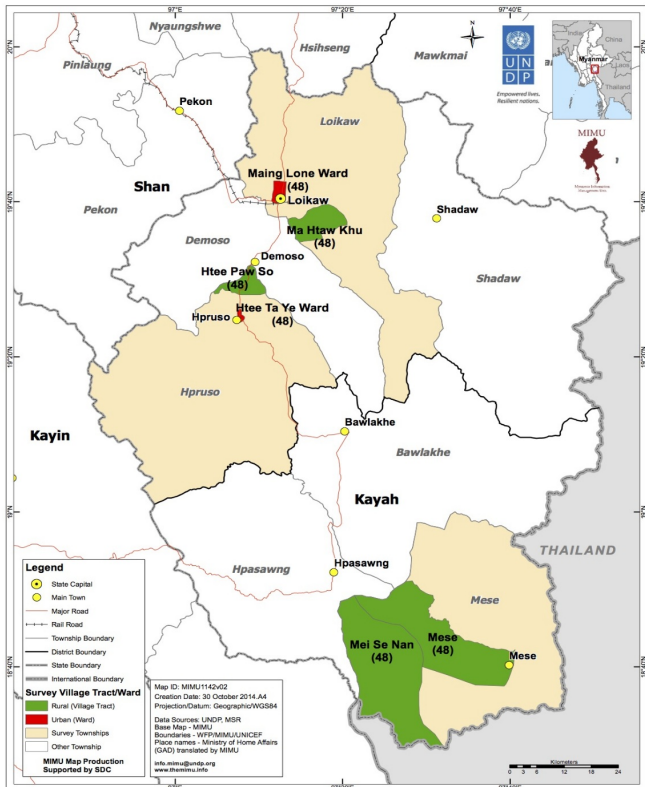 97°0'
97°20'
97°40'
Nyaungshwe
Hsihseng
Mawkmai
Pinlaung
Pekon
Loikaw
Shan
Maing Lone Ward
(48)
Loikaw
Pekon
Ma Htaw Khu
(48)
Shadaw
Demoso
Demoso
Htee Paw So
(48)
Shadaw
Htee Ta Ye Ward
(48)
Hpruso
Hpruso
Bawlakhe
Kayin
Bawlakhe
Kayah
THAILAND
Hpasawng
Hpasawng
Mese
Mese
(48)
Mei Se Nan
(48)
Mese
20°N
19°40'N
19°20'N
19°N
18°40'N
N
UN
DP
Empowered lives.
Resilient nations.
India
China
Myanmar
Laos
Thailand
MIMU
Myanmar Information
Management Unit
Legend
State Capital
Main Town
Major Road
Rail Road
Township Boundary
District Boundary
State Boundary
International Boundary
Survey Village Tract/Ward
Rural (Village Tract)
Urban (Ward)
Survey Townships
Other Township
MIMU Map Production
Supported by SDC
Map ID: MIMU1142v02
Creation Date: 30 October 2014.A4
Projection/Datum: Geographic/WGS84
Data Sources: UNDP, MSR
Base Map - MIMU
Boundaries - WFP/MIMU/UNICEF
Place names - Ministry of Home Affairs
(GAD) translated by MIMU
info.mimu@undp.org
www.themimu.info
Kilometers
0 3 6 12 18 24